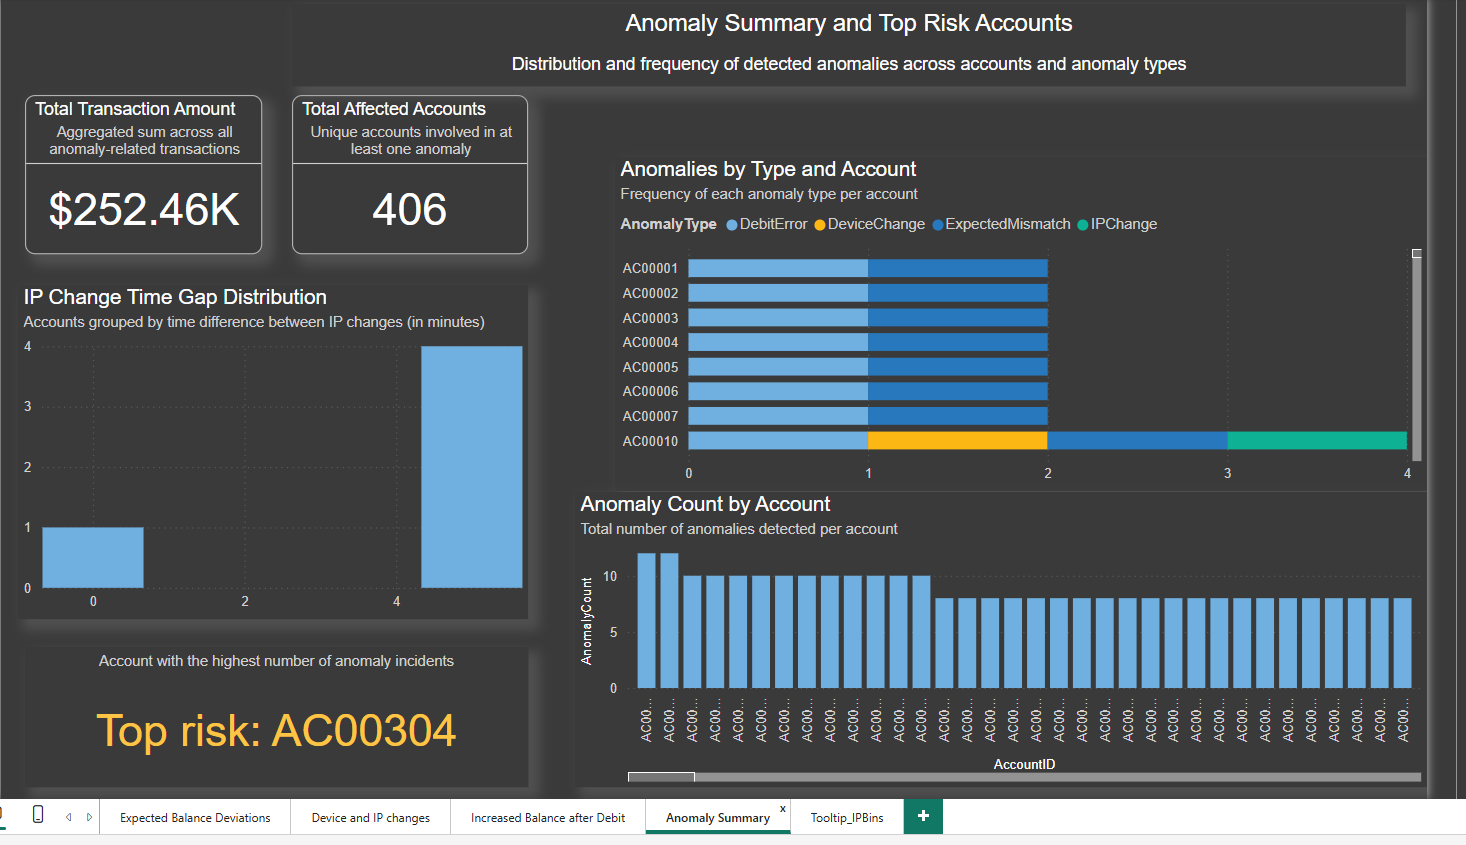 Anomaly Summary and Top Risk Accounts
Distribution and frequency of detected anomalies across accounts and anomaly types
Total Transaction Amount
Aggregated sum across all
anomaly-related transactions
$252.46K
Total Affected Accounts
Unique accounts involved in at
least one anomaly
406
IP Change Time Gap Distribution
Accounts grouped by time difference between IP changes (in minutes)
4
3
2
1
0
0 2 4
Account with the highest number of anomaly incidents
Top risk: AC00304
Anomalies by Type and Account
Frequency of each anomaly type per account
AnomalyType DebitError DeviceChange ExpectedMismatch IPChange
AC00001
AC00002
AC00003
AC00004
AC00005
AC00006
AC00007
AC00010
0 1 2 3 4
Anomaly Count by Account
Total number of anomalies detected per account
AnomalyCount
10
5
0
AC00... AC00... AC00... AC00... AC00... AC00... AC00... AC00... AC00... AC00... AC00... AC00... AC00... AC00... AC00... AC00... AC00... AC00... AC00... AC00... AC00... AC00... AC00... AC00... AC00... AC00... AC00... AC00... AC00... AC00... AC00... AC00... AC00... AC00...
AccountID
Expected Balance Deviations Device and IP changes Increased Balance after Debit Anomaly Summary x Tooltip_IPBins +